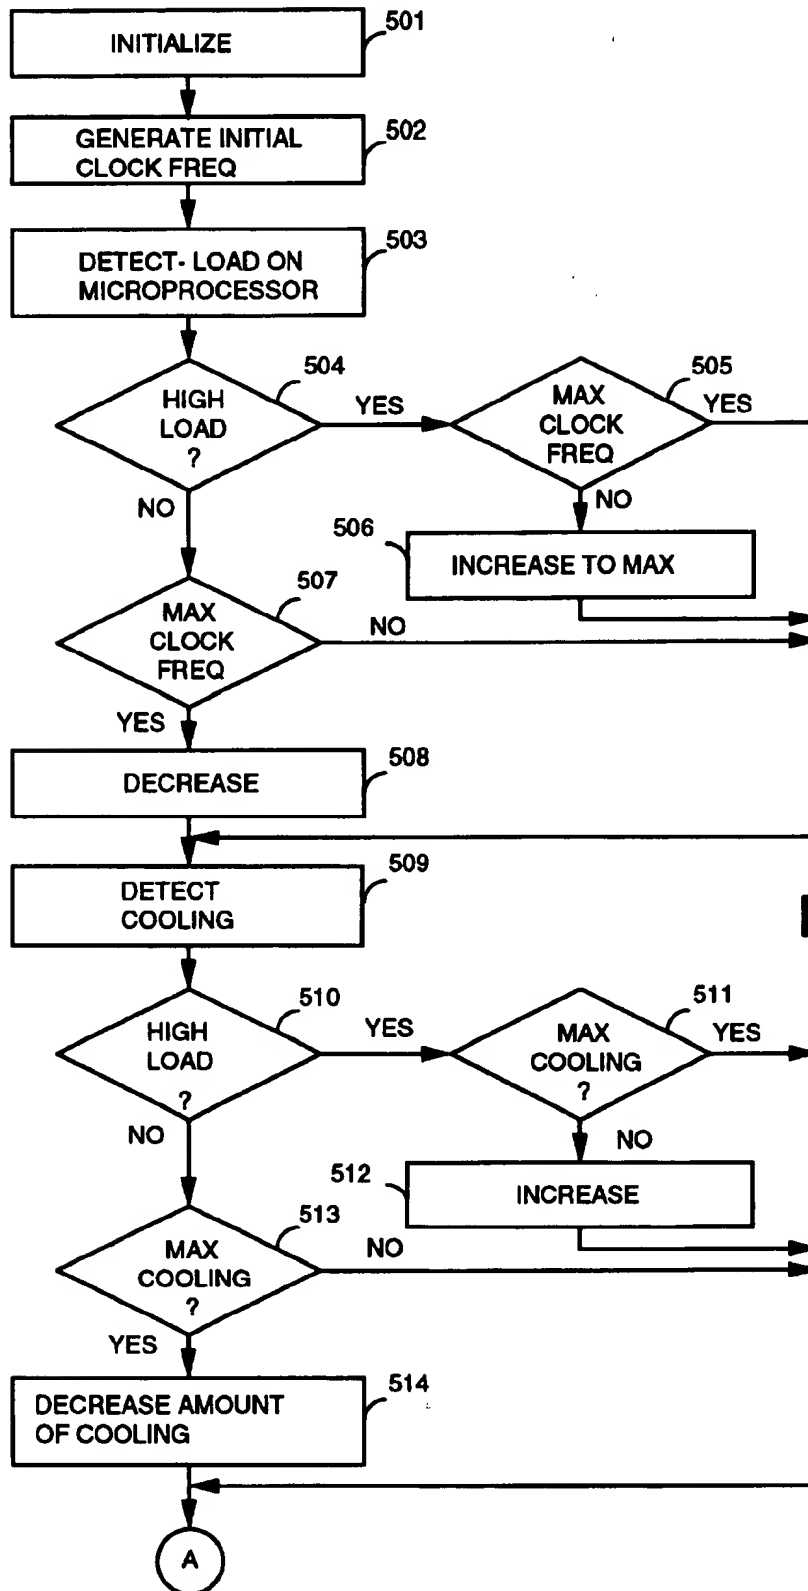 501
INITIALIZE
502
GENERATE INITIAL
CLOCK FREQ
503
DETECT- LOAD ON
MICROPROCESSOR
504
HIGH
LOAD
?
YES
NO
505
MAX
CLOCK
FREQ
YES
NO
506
INCREASE TO MAX
507
MAX
CLOCK
FREQ
NO
YES
508
DECREASE
509
DETECT
COOLING
510
HIGH
LOAD
?
YES
NO
511
MAX
COOLING
?
YES
NO
512
INCREASE
513
MAX
COOLING
?
NO
YES
514
DECREASE AMOUNT
OF COOLING
A